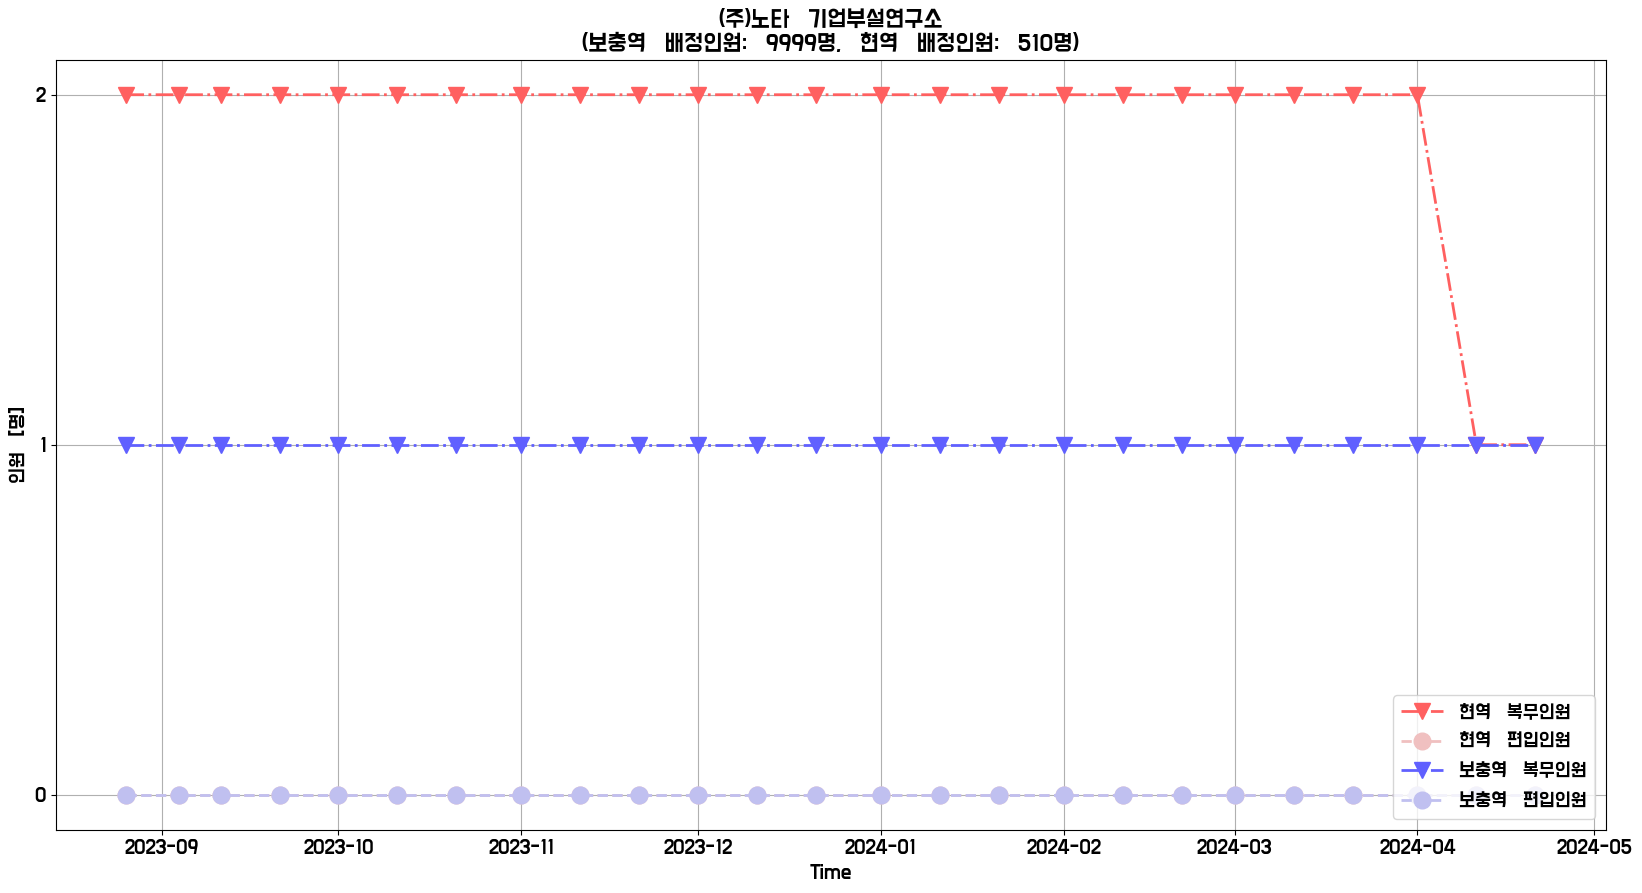 (주)노타 기업부설연구소
(보충역 배정인원: 9999명, 현역 배정인원: 510명)
2
1
0
인원 [명]
현역 복무인원
현역 편입인원
보충역 복무인원
보충역 편입인원
2023-09 2023-10 2023-11 2023-12 2024-01 2024-02 2024-03 2024-04 2024-05
Time